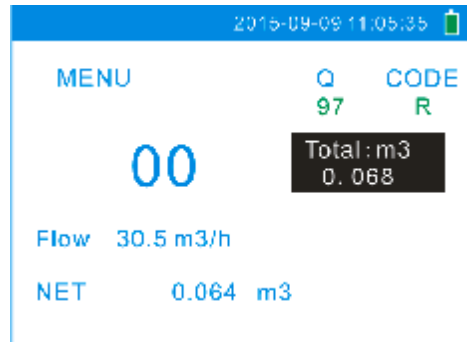 2015-09-09 11:05:35
MENU Q CODE
97 R
00 Total:m3
0.068
Flow 30.5 m3/h
NET 0.064 m3